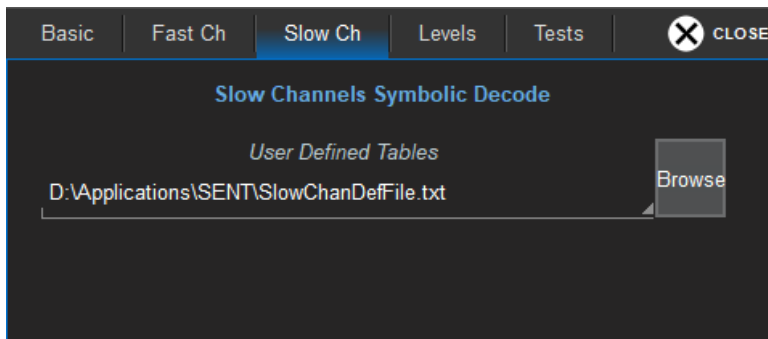 Basic Fast Ch Slow Ch Levels Tests CLOSE
Slow Channels Symbolic Decode
User Defined Tables
D:\Applications\SENT\SlowChanDefFile.txt
Browse